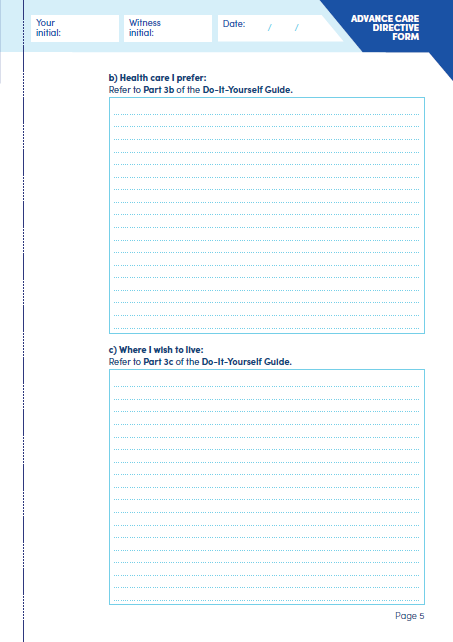 Your
initial:
Witness
initial:
Date: / /
ADVANCE CARE
DIRECTIVE
FORM
b) Health care I prefer:
Refer to Part 3b of the Do-It-Yourself Guide.
c) Where I wish to live:
Refer to Part 3c of the Do-It-Yourself Guide.
Page 5